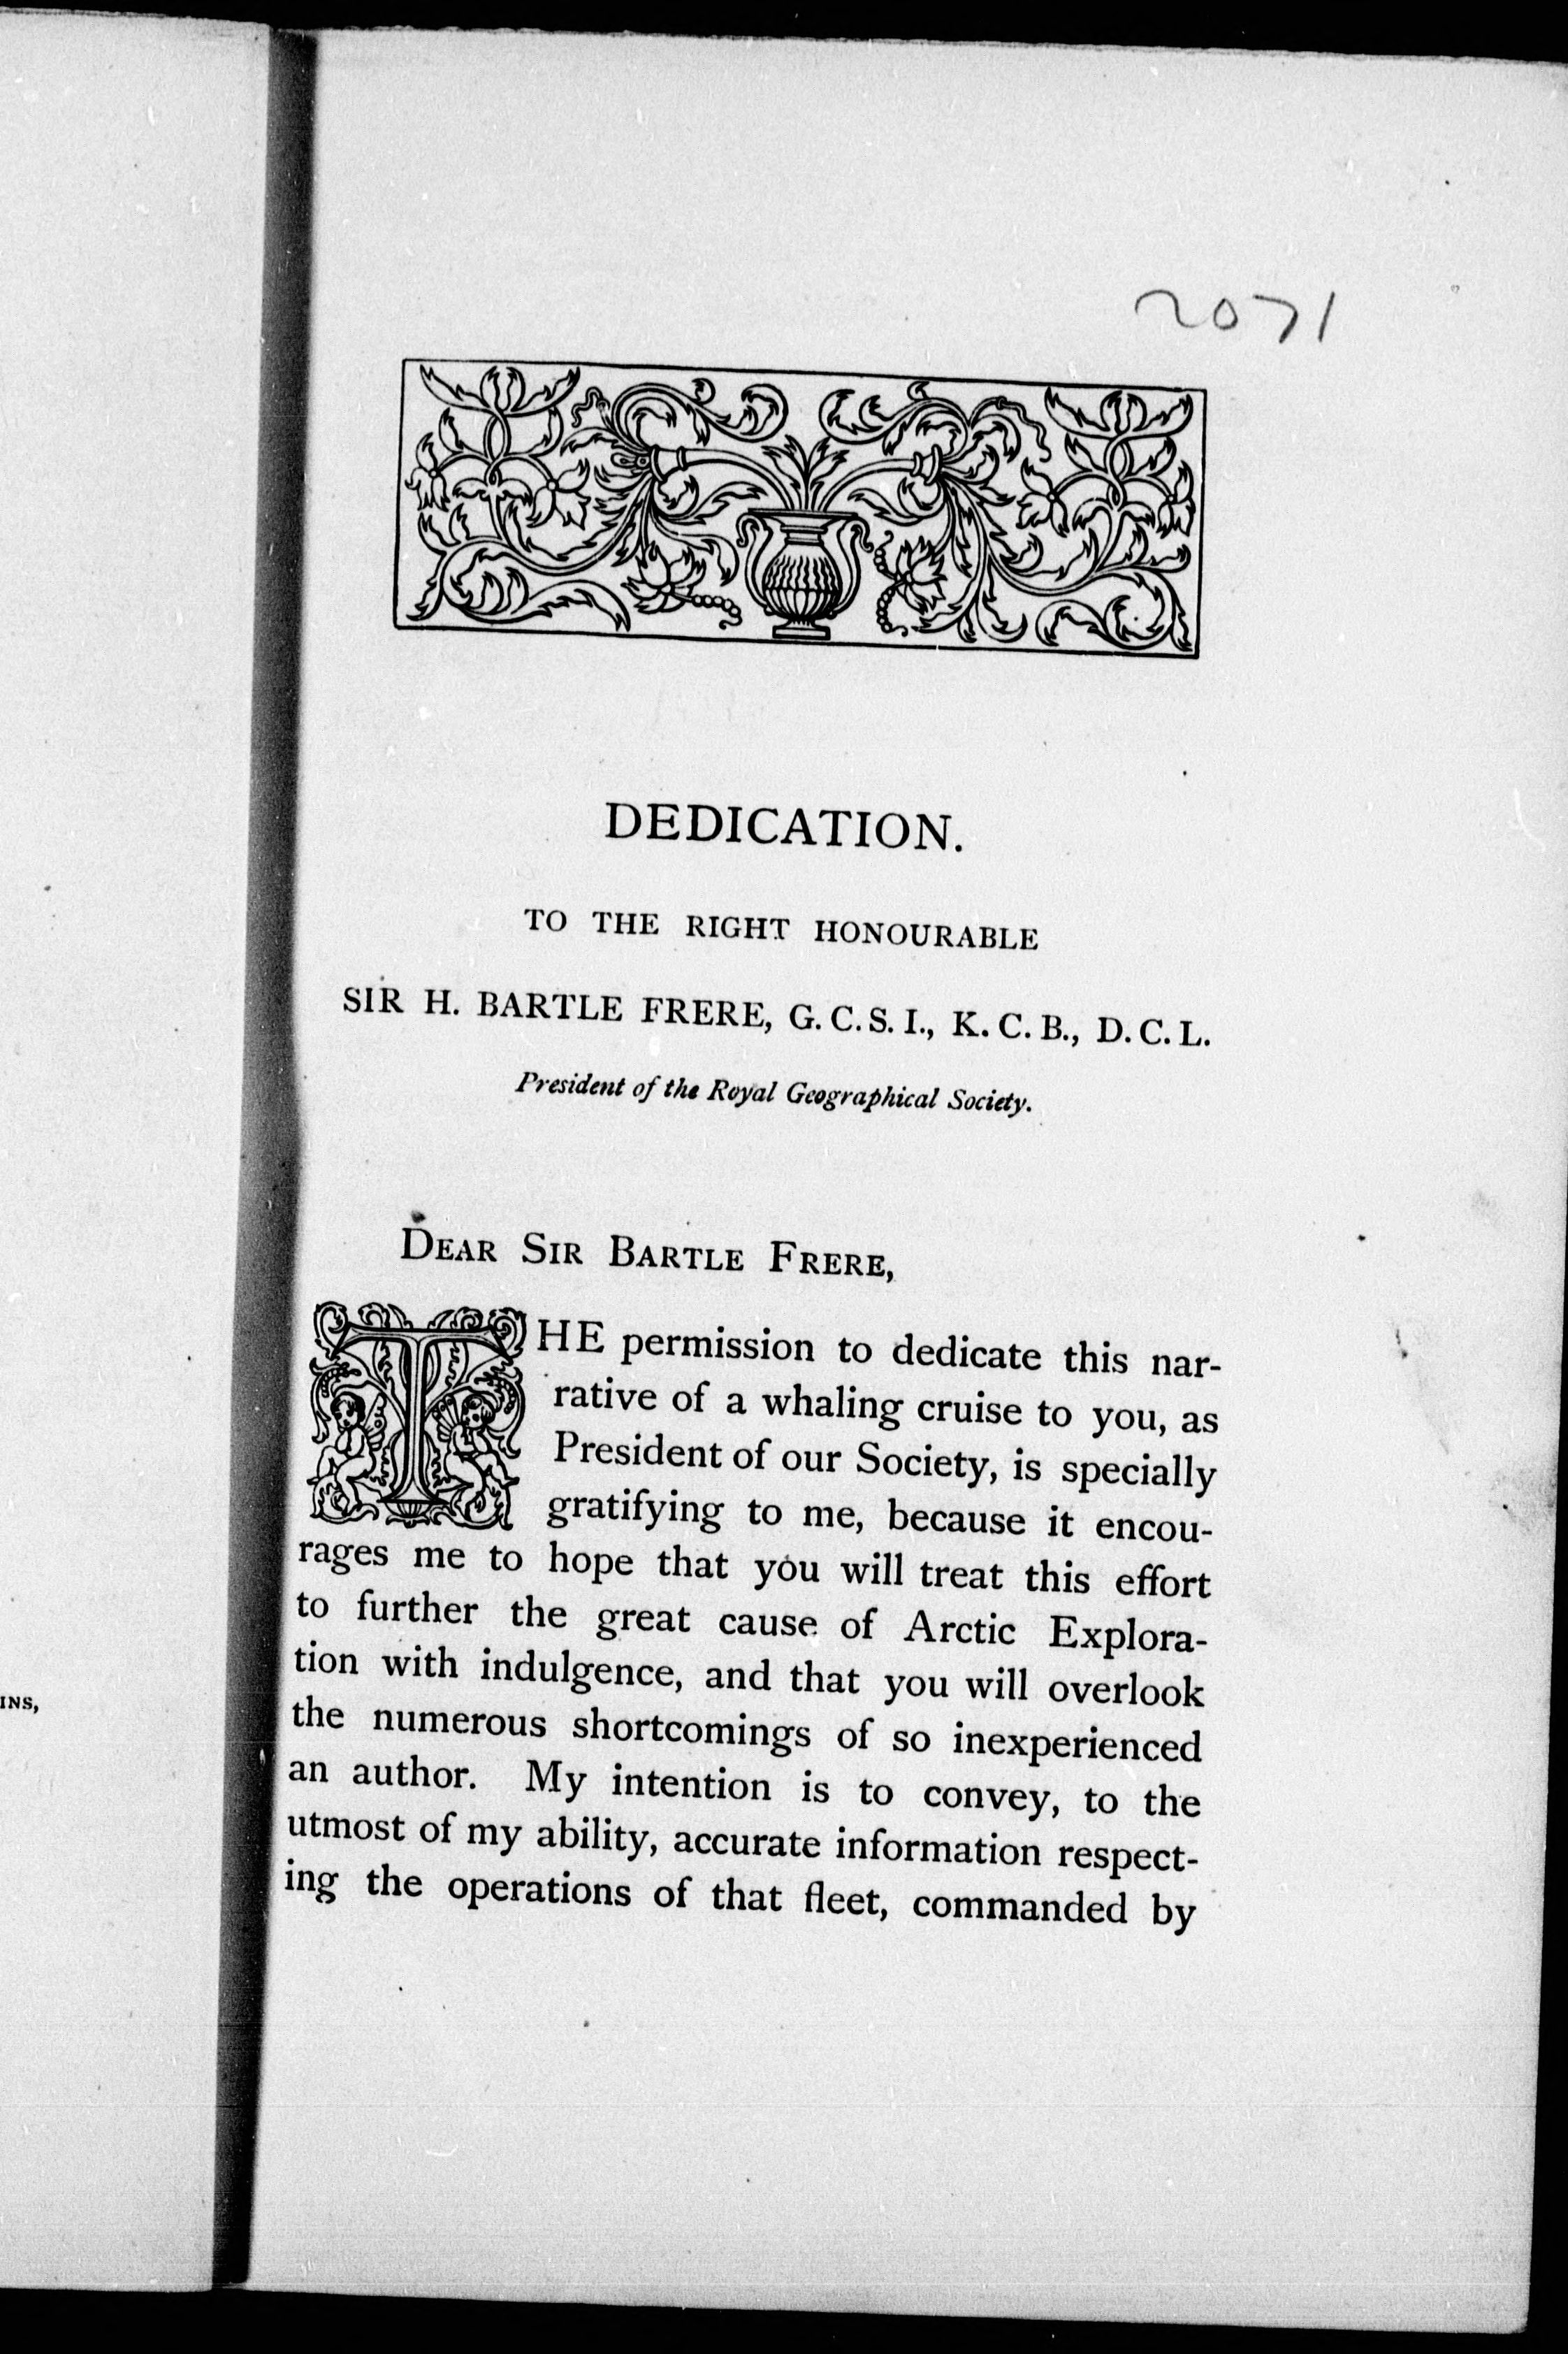 INS,
2071
DEDICATION.
TO THE RIGHT HONOURABLE
SIR H. BARTLE FRERE, G. C. S. I., K. C. B., D. C. L.
President of the Royal Geographical Society.
DEAR SIR BARTLE FRERE,
THE permission to dedicate this nar-
rative of a whaling cruise to you, as
President of our Society, is specially
gratifying to me, because it encou-
rages me to hope that you will treat this effort
to further the great cause of Arctic Explora-
tion with indulgence, and that you will overlook
the numerous shortcomings of so inexperienced
an author. My intention is to convey, to the
utmost of my ability, accurate information respect-
ing the operations of that fleet, commanded by